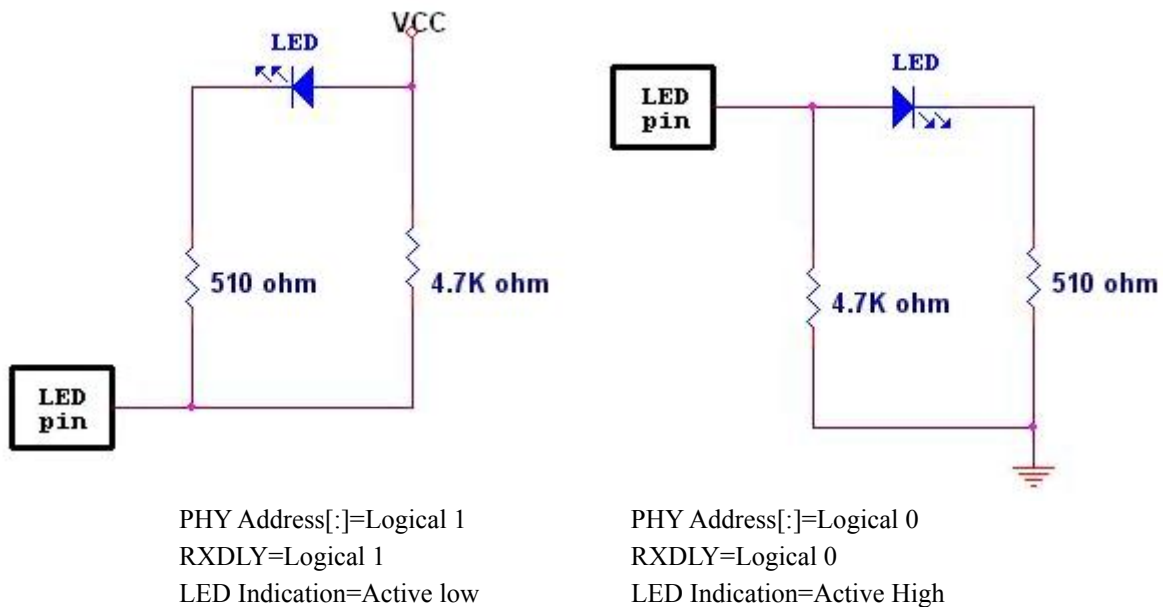 VCC
LED
510 ohm
4.7K ohm
LED
pin
LED
pin
LED
4.7K ohm
510 ohm
PHY Address[:]=Logical 1
RXDLY=Logical 1
LED Indication=Active low
PHY Address[:]=Logical 0
RXDLY=Logical 0
LED Indication=Active High